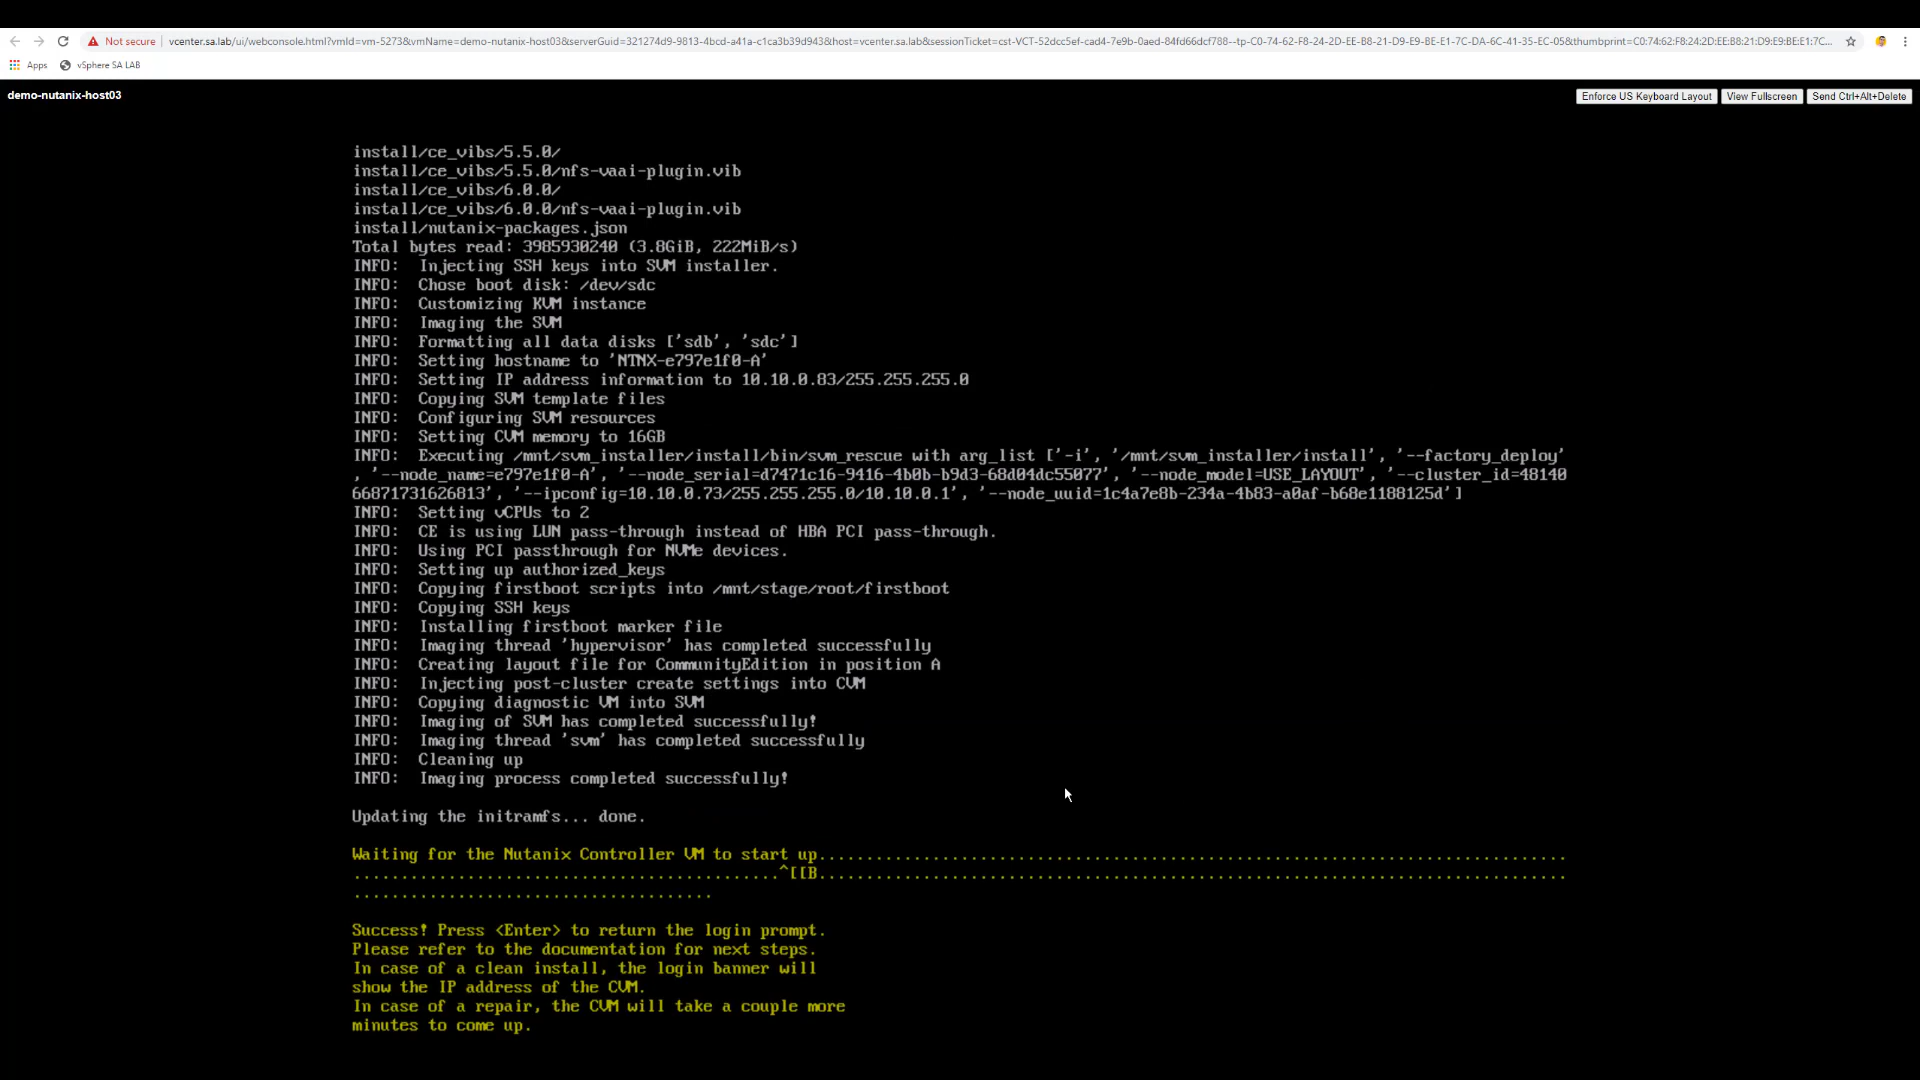 Not secure
vcenter.sa.lab/ui/webconsole.html?vmId=vm-5273&vmName=demo-nutanix-host03&serverGuid=321274d9-9813-4bcd-a41a-c1ca3b39d943&host=vcenter.sa.lab&sessionTicket=cst-VCT-52dcc5ef-cad4-7e9b-0aed-84fd66dcf788--tp-C0-74-62-F8-24-2D-EE-B8-21-D9-E9-BE-E1-7C-DA-6C-41-35-EC-05&thumbprint=C0:74:62:F8:24:2D:EE:B8:21:D9:E9:BE:E1:7C...
Apps vSphere SA LAB
demo-nutanix-host03
Enforce US Keyboard Layout View Fullscreen Send Ctrl+Alt+Delete
install/ce_vibs/5.5.0/
install/ce_vibs/5.5.0/nfs-vaai-plugin.vib
install/ce_vibs/6.0.0/
install/ce_vibs/6.0.0/nfs-vaai-plugin.vib
install/nutanix-packages.json
Total bytes read: 3985930240 (3.8GiB, 222MiB/s)
INFO: Injecting SSH keys into SVM installer.
INFO: Chose boot disk: /dev/sdc
INFO: Customizing KVM instance
INFO: Imaging the SVM
INFO: Formatting all data disks ['sdb', 'sdc']
INFO: Setting hostname to 'NTNX-e797e1f0-A'
INFO: Setting IP address information to 10.10.0.83/255.255.255.0
INFO: Copying SVM template files
INFO: Configuring SVM resources
INFO: Setting CVM memory to 16GB
INFO: Executing /mnt/svm_installer/install/bin/svm_rescue with arg_list ['-i', '/mnt/svm_installer/install', '--factory_deploy'
, '--node_name=e797e1f0-A', '--node_serial=d7471c16-9416-4b0b-b9d3-68d04dc55077', '--node_model=USE_LAYOUT', '--cluster_id=48140
66871731626813', '--ipconfig=10.10.0.73/255.255.255.0/10.10.0.1', '--node_uuid=1c4a7e8b-234a-4b83-a0af-b68e1188125d']
INFO: Setting vCPUs to 2
INFO: CE is using LUN pass-through instead of HBA PCI pass-through.
INFO: Using PCI passthrough for NVMe devices.
INFO: Setting up authorized_keys
INFO: Copying firstboot scripts into /mnt/stage/root/firstboot
INFO: Copying SSH keys
INFO: Installing firstboot marker file
INFO: Imaging thread 'hypervisor' has completed successfully
INFO: Creating layout file for CommunityEdition in position A
INFO: Injecting post-cluster create settings into CVM
INFO: Copying diagnostic VM into SVM
INFO: Imaging of SVM has completed successfully!
INFO: Imaging thread 'svm' has completed successfully
INFO: Cleaning up
INFO: Imaging process completed successfully!
Updating the initramfs... done.
Waiting for the Nutanix Controller VM to start up...............................................................................
.............................................^[[B...............................................................................
......................................
Success! Press <Enter> to return the login prompt.
Please refer to the documentation for next steps.
In case of a clean install, the login banner will
show the IP address of the CVM.
In case of a repair, the CVM will take a couple more
minutes to come up.